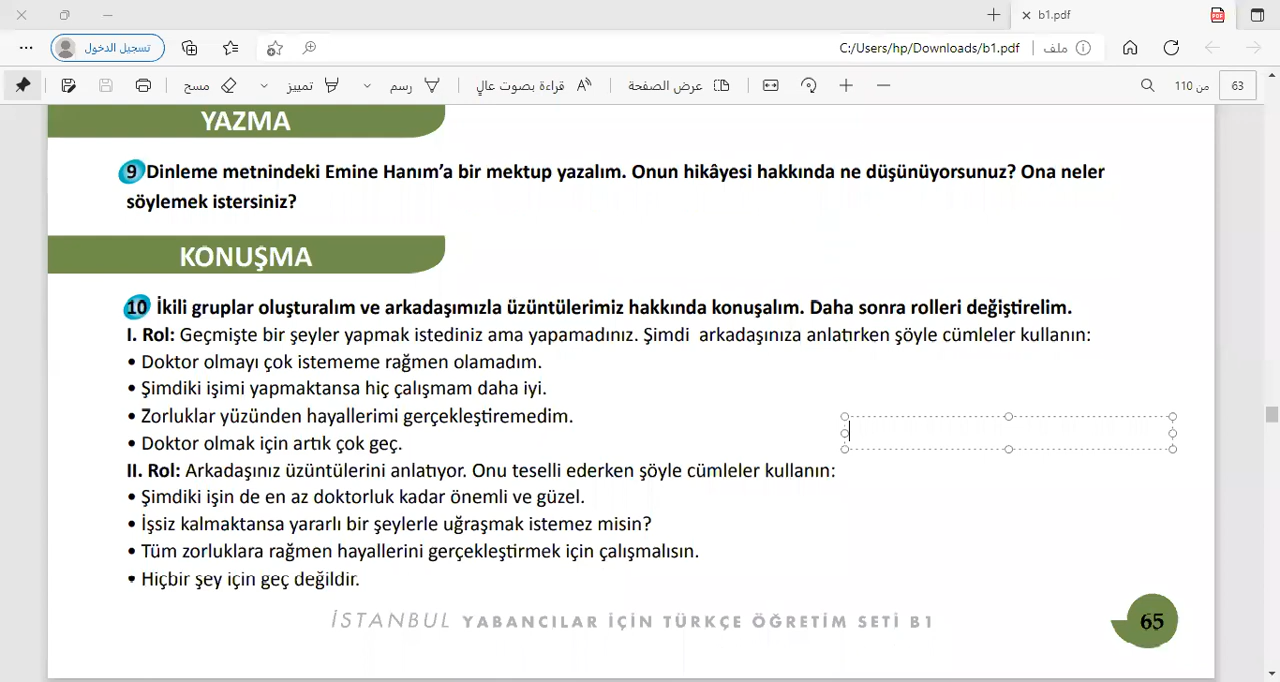 b1.pdf
تسجيل الدخول
ملف
C:/Users/hp/Downloads/b1.pdf
مسح
تمييز
رسم
قراءة بصوت عالٍ
عرض الصفحة
من 110
63
YAZMA
9 Dinleme metnindeki Emine Hanım’a bir mektup yazalım. Onun hikâyesi hakkında ne düşünüyorsunuz? Ona neler
söylemek istersiniz?
KONUŞMA
10 İkili gruplar oluşturalım ve arkadaşımızla üzüntülerimiz hakkında konuşalım. Daha sonra rolleri değiştirelim.
I. Rol: Geçmişte bir şeyler yapmak istediniz ama yapamadınız. Şimdi arkadaşınıza anlatırken şöyle cümleler kullanın:
• Doktor olmayı çok istememe rağmen olamadım.
• Şimdiki işimi yapmaktansa hiç çalışmam daha iyi.
• Zorluklar yüzünden hayallerimi gerçekleştiremedim.
• Doktor olmak için artık çok geç.
II. Rol: Arkadaşınız üzüntülerini anlatıyor. Onu teselli ederken şöyle cümleler kullanın:
• Şimdiki işin de en az doktorluk kadar önemli ve güzel.
• İşsiz kalmaktansa yararlı bir şeylerle uğraşmak istemez misin?
• Tüm zorluklara rağmen hayallerini gerçekleştirmek için çalışmalısın.
• Hiçbir şey için geç değildir.
İSTANBUL YABANCILAR İÇİN TÜRKÇE ÖĞRETİM SETİ B1
65